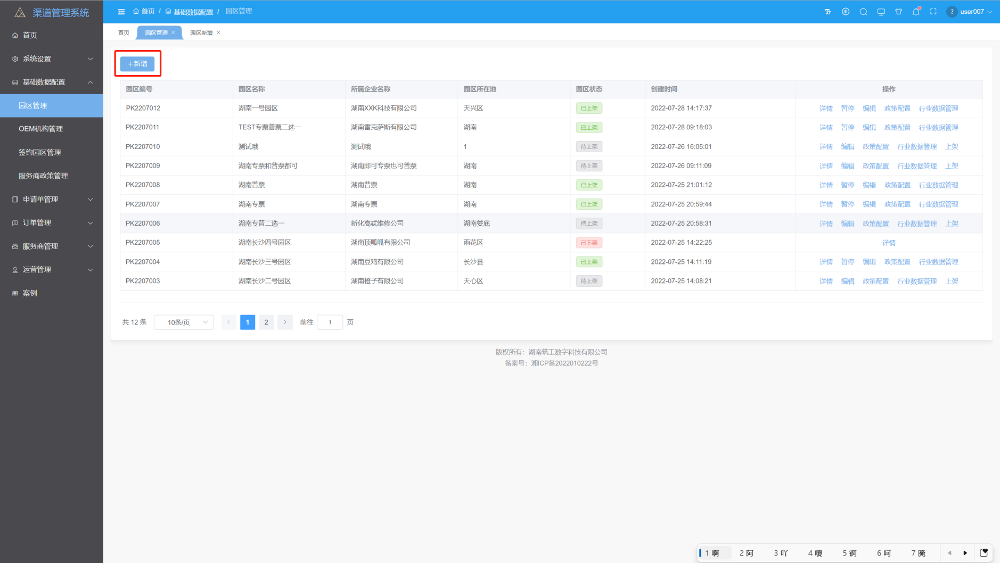 渠道管理系统
首页 / 基础数据配置 / 园区管理
user007
首页
系统设置
基础数据配置
园区管理
OEM机构管理
签约园区管理
服务商政策管理
申请单管理
订单管理
服务商管理
运营管理
案例
首页 园区管理 × 园区新增 ×
+新增
园区编号 园区名称 所属企业名称 园区所在地 园区状态 创建时间 操作
PK2207012 湖南一号园区 湖南XXK科技有限公司 天兴区 已上架 2022-07-28 14:17:37 详情 暂停 编辑 政策配置 行业数据管理
PK2207011 TEST专票普票二选一 湖南雷克萨斯有限公司 湖南 已上架 2022-07-28 09:18:03 详情 暂停 编辑 政策配置 行业数据管理
PK2207010 测试哦 测试哦 1 待上架 2022-07-26 16:05:01 详情 编辑 政策配置 行业数据管理 上架
PK2207009 湖南专票和普票都可 湖南即可专票也可普票 湖南 待上架 2022-07-26 09:11:09 详情 编辑 政策配置 行业数据管理 上架
PK2207008 湖南普票 湖南普票 湖南 已上架 2022-07-25 21:01:12 详情 暂停 编辑 政策配置 行业数据管理
PK2207007 湖南专票 湖南专票 湖南 已上架 2022-07-25 20:59:44 详情 暂停 编辑 政策配置 行业数据管理
PK2207006 湖南专普二选一 新化高忒维修公司 湖南娄底 待上架 2022-07-25 20:58:31 详情 编辑 政策配置 行业数据管理 上架
PK2207005 湖南长沙四号园区 湖南顶呱呱有限公司 雨花区 已下架 2022-07-25 14:22:25 详情
PK2207004 湖南长沙三号园区 湖南豆鸡有限公司 长沙县 已上架 2022-07-25 14:11:19 详情 暂停 编辑 政策配置 行业数据管理
PK2207003 湖南长沙二号园区 湖南橙子有限公司 天心区 待上架 2022-07-25 14:08:21 详情 编辑 政策配置 行业数据管理 上架
共 12 条 10条/页 < 1 2 > 前往 1 页
版权所有：湖南筑工数字科技有限公司
备案号：湘ICP备2022010222号
1 啊 2 阿 3 吖 4 嗄 5 锕 6 呵 7 腌